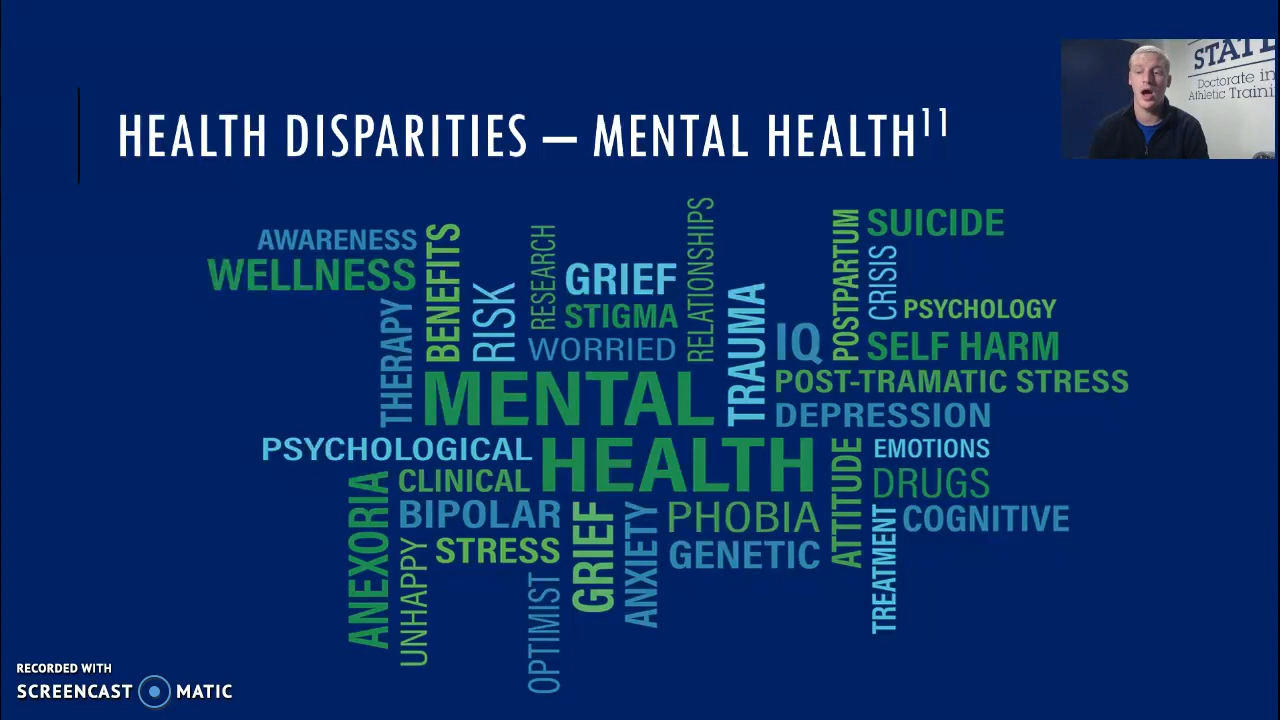 HEALTH DISPARITIES – MENTAL HEALTH¹¹
STATE
Doctorate in
Athletic Traini
AWARENESS
WELLNESS
THERAPY
BENEFITS
RISK
RESEARCH
GRIEF
STIGMA
WORRIED
RELATIONSHIPS
TRAUMA
IQ
POSTPARTUM
SUICIDE
CRISIS
PSYCHOLOGY
SELF HARM
POST-TRAMATIC STRESS
DEPRESSION
MENTAL
HEALTH
PSYCHOLOGICAL
CLINICAL
BIPOLAR
STRESS
ANEXORIA
UNHAPPY
OPTIMIST
GRIEF
ANXIETY
PHOBIA
GENETIC
ATTITUDE
EMOTIONS
DRUGS
COGNITIVE
TREATMENT
RECORDED WITH
SCREENCAST MATIC